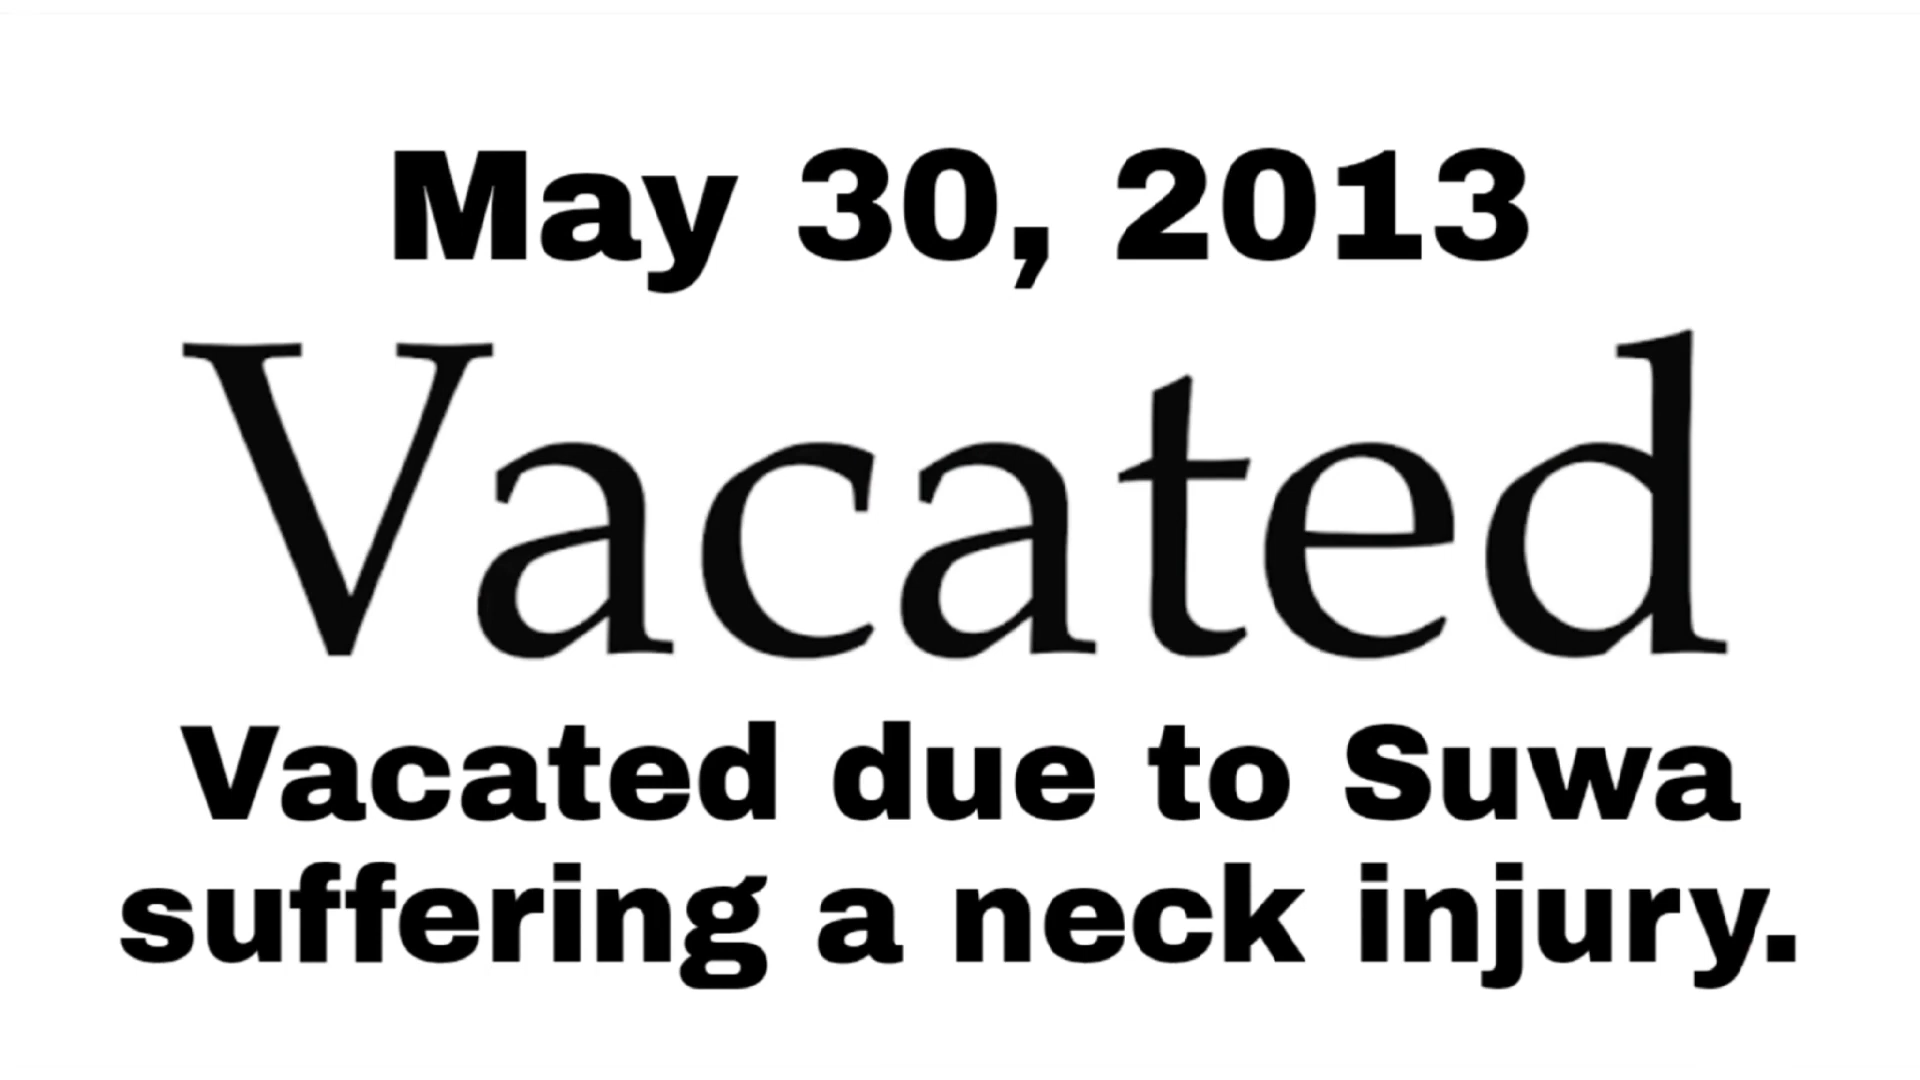 May 30, 2013
Vacated
Vacated due to Suwa
suffering a neck injury.